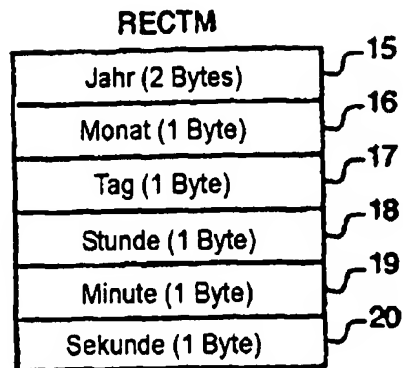 RECTM
Jahr (2 Bytes) 15
Monat (1 Byte) 16
Tag (1 Byte) 17
Stunde (1 Byte) 18
Minute (1 Byte) 19
Sekunde (1 Byte) 20